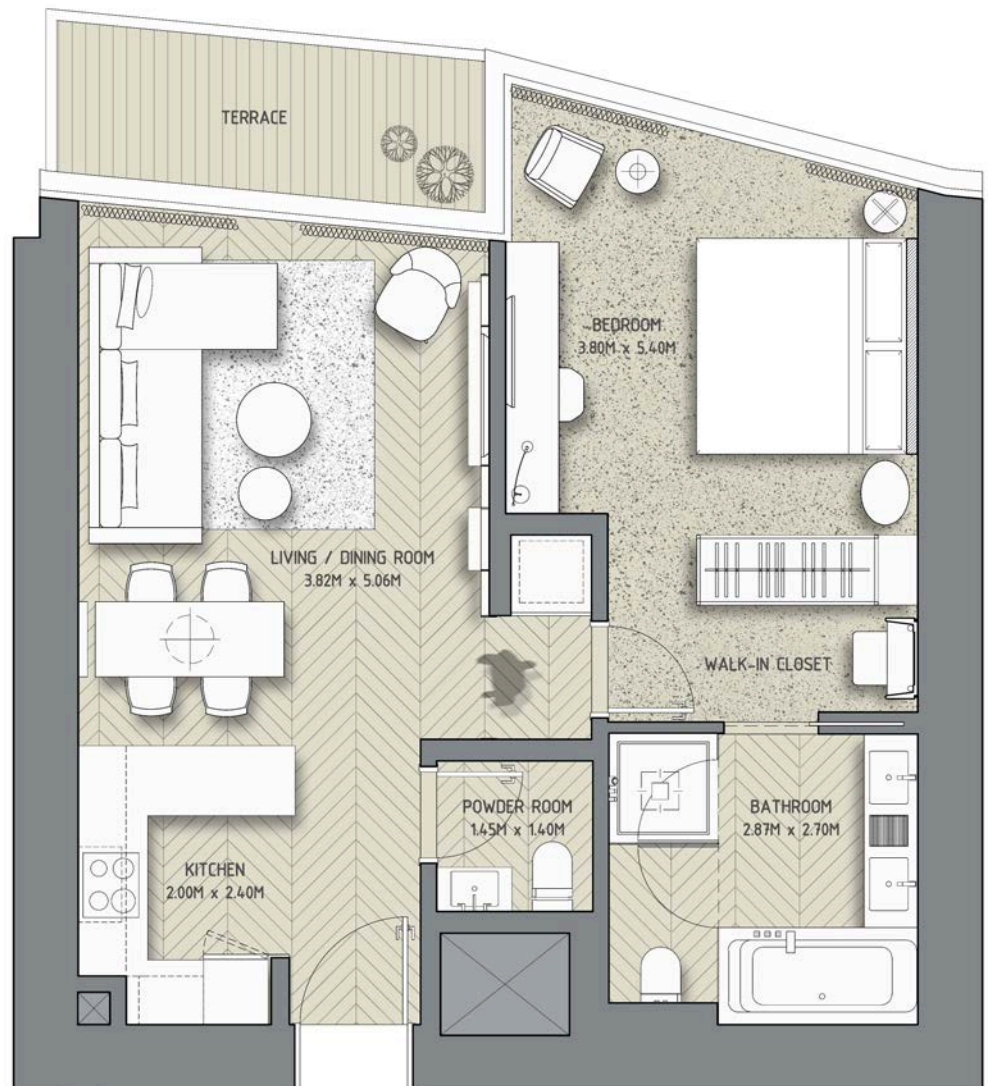 TERRACE
BEDROOM
3.80M x 5.40M
LIVING / DINING ROOM
3.82M x 5.06M
WALK-IN CLOSET
POWDER ROOM
1.45M x 1.40M
BATHROOM
2.87M x 2.70M
KITCHEN
2.00M x 2.40M